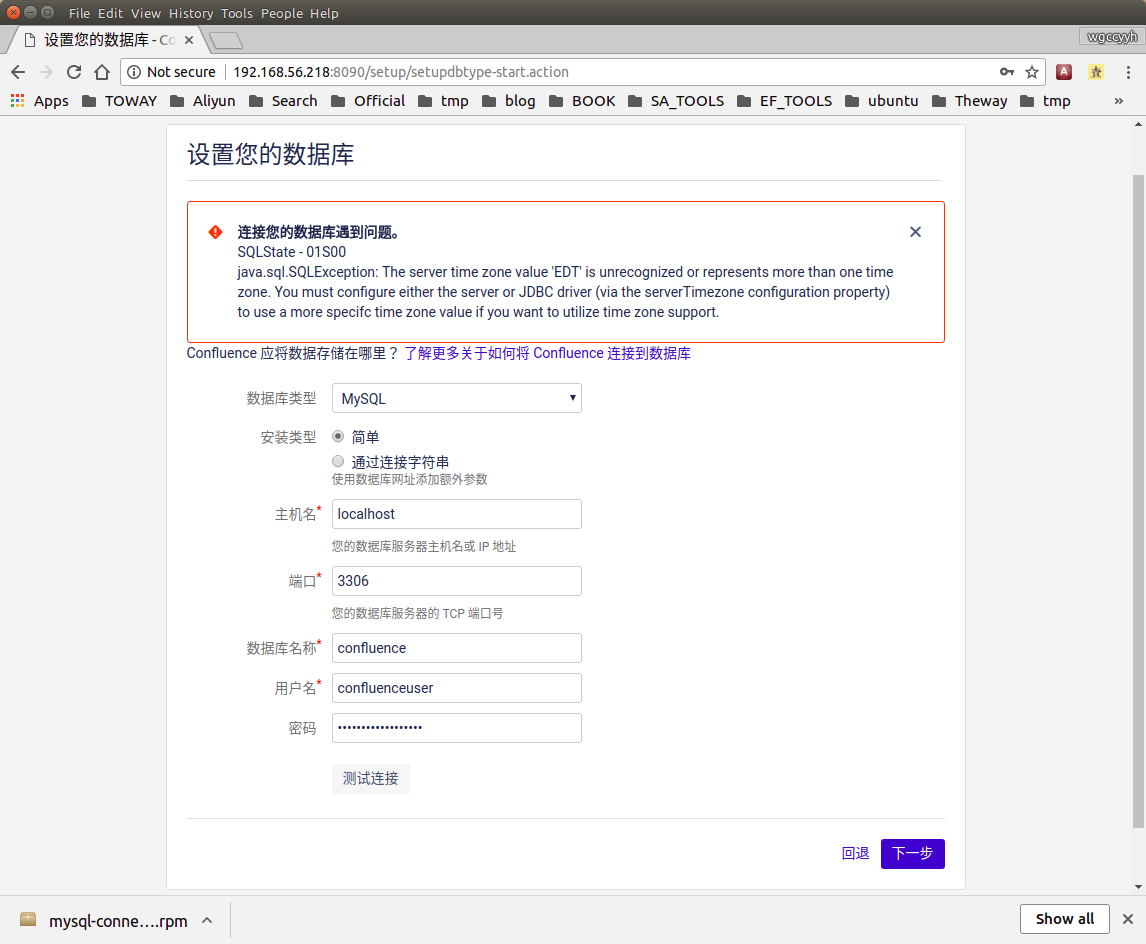 File Edit View History Tools People Help
设置您的数据库 - Co
wgccyyh
Not secure 192.168.56.218:8090/setup/setupdbtype-start.action
Apps TOWAY Aliyun Search Official tmp blog BOOK SA_TOOLS EF_TOOLS ubuntu Theway tmp »
设置您的数据库
连接您的数据库遇到问题。
SQLState - 01S00
java.sql.SQLException: The server time zone value 'EDT' is unrecognized or represents more than one time
zone. You must configure either the server or JDBC driver (via the serverTimezone configuration property)
to use a more specifc time zone value if you want to utilize time zone support.
Confluence 应将数据存储在哪里？ 了解更多关于如何将 Confluence 连接到数据库
数据库类型 MySQL
安装类型 简单
通过连接字符串
使用数据库网址添加额外参数
主机名* localhost
您的数据库服务器主机名或 IP 地址
端口* 3306
您的数据库服务器的 TCP 端口号
数据库名称* confluence
用户名* confluenceuser
密码 ••••••••••••••••••
测试连接
回退 下一步
mysql-conne....rpm Show all